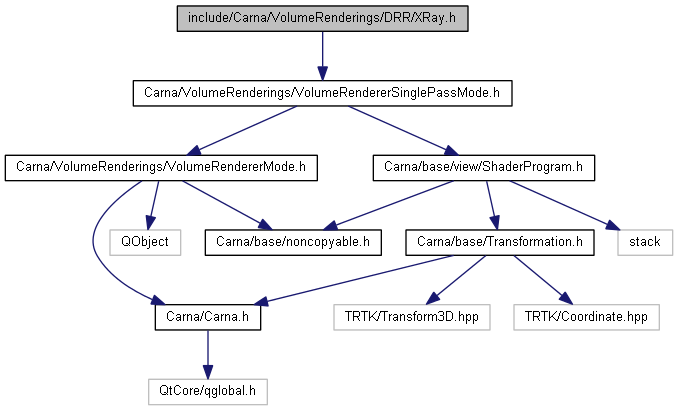 include/Carna/VolumeRenderings/DRR/XRay.h
Carna/VolumeRenderings/VolumeRendererSinglePassMode.h
Carna/VolumeRenderings/VolumeRendererMode.h
Carna/base/view/ShaderProgram.h
QObject
Carna/base/noncopyable.h
Carna/base/Transformation.h
stack
Carna/Carna.h
TRTK/Transform3D.hpp
TRTK/Coordinate.hpp
QtCore/qglobal.h